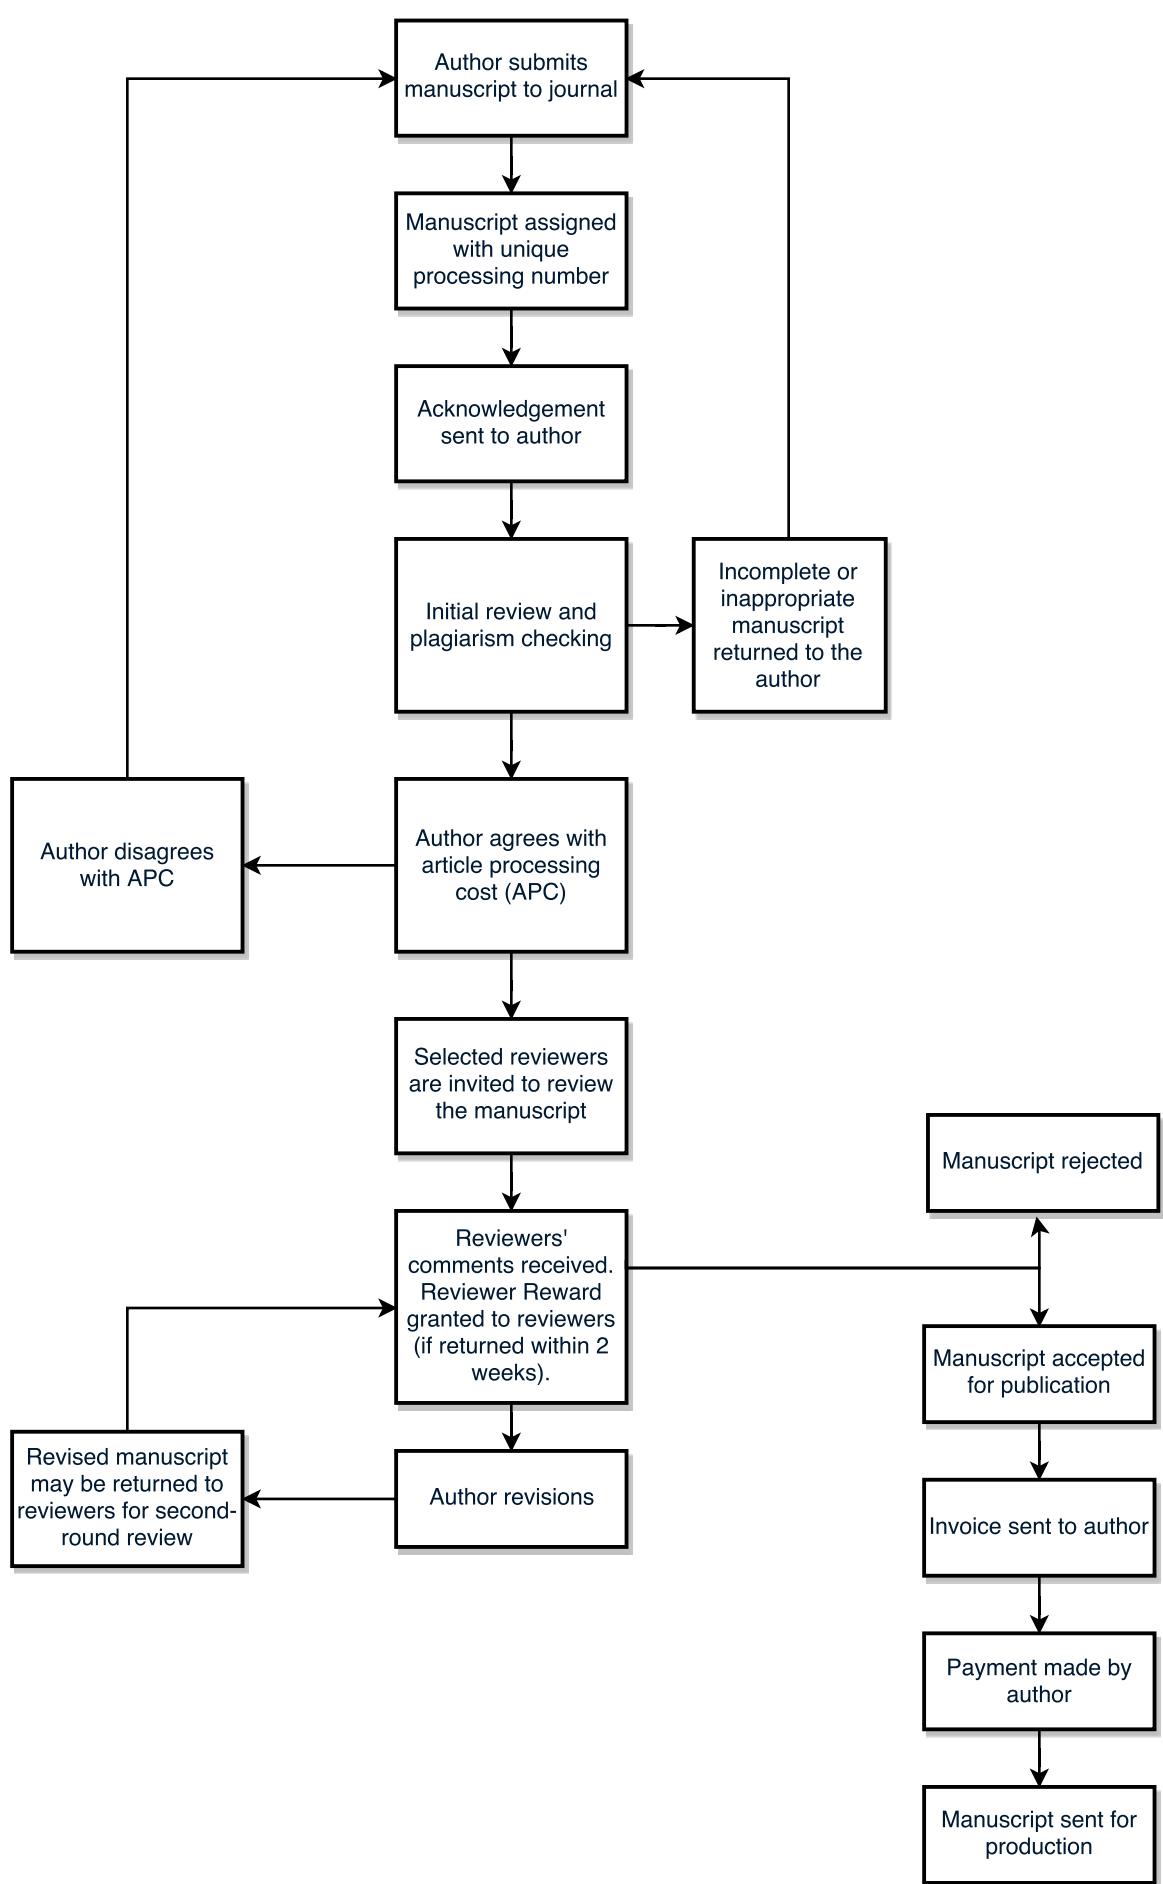 Author submits
manuscript to journal
Manuscript assigned
with unique
processing number
Acknowledgement
sent to author
Initial review and
plagiarism checking
Incomplete or
inappropriate
manuscript
returned to the
author
Author disagrees
with APC
Author agrees with
article processing
cost (APC)
Selected reviewers
are invited to review
the manuscript
Manuscript rejected
Reviewers'
comments received.
Reviewer Reward
granted to reviewers
(if returned within 2
weeks).
Manuscript accepted
for publication
Revised manuscript
may be returned to
reviewers for second-
round review
Author revisions
Invoice sent to author
Payment made by
author
Manuscript sent for
production